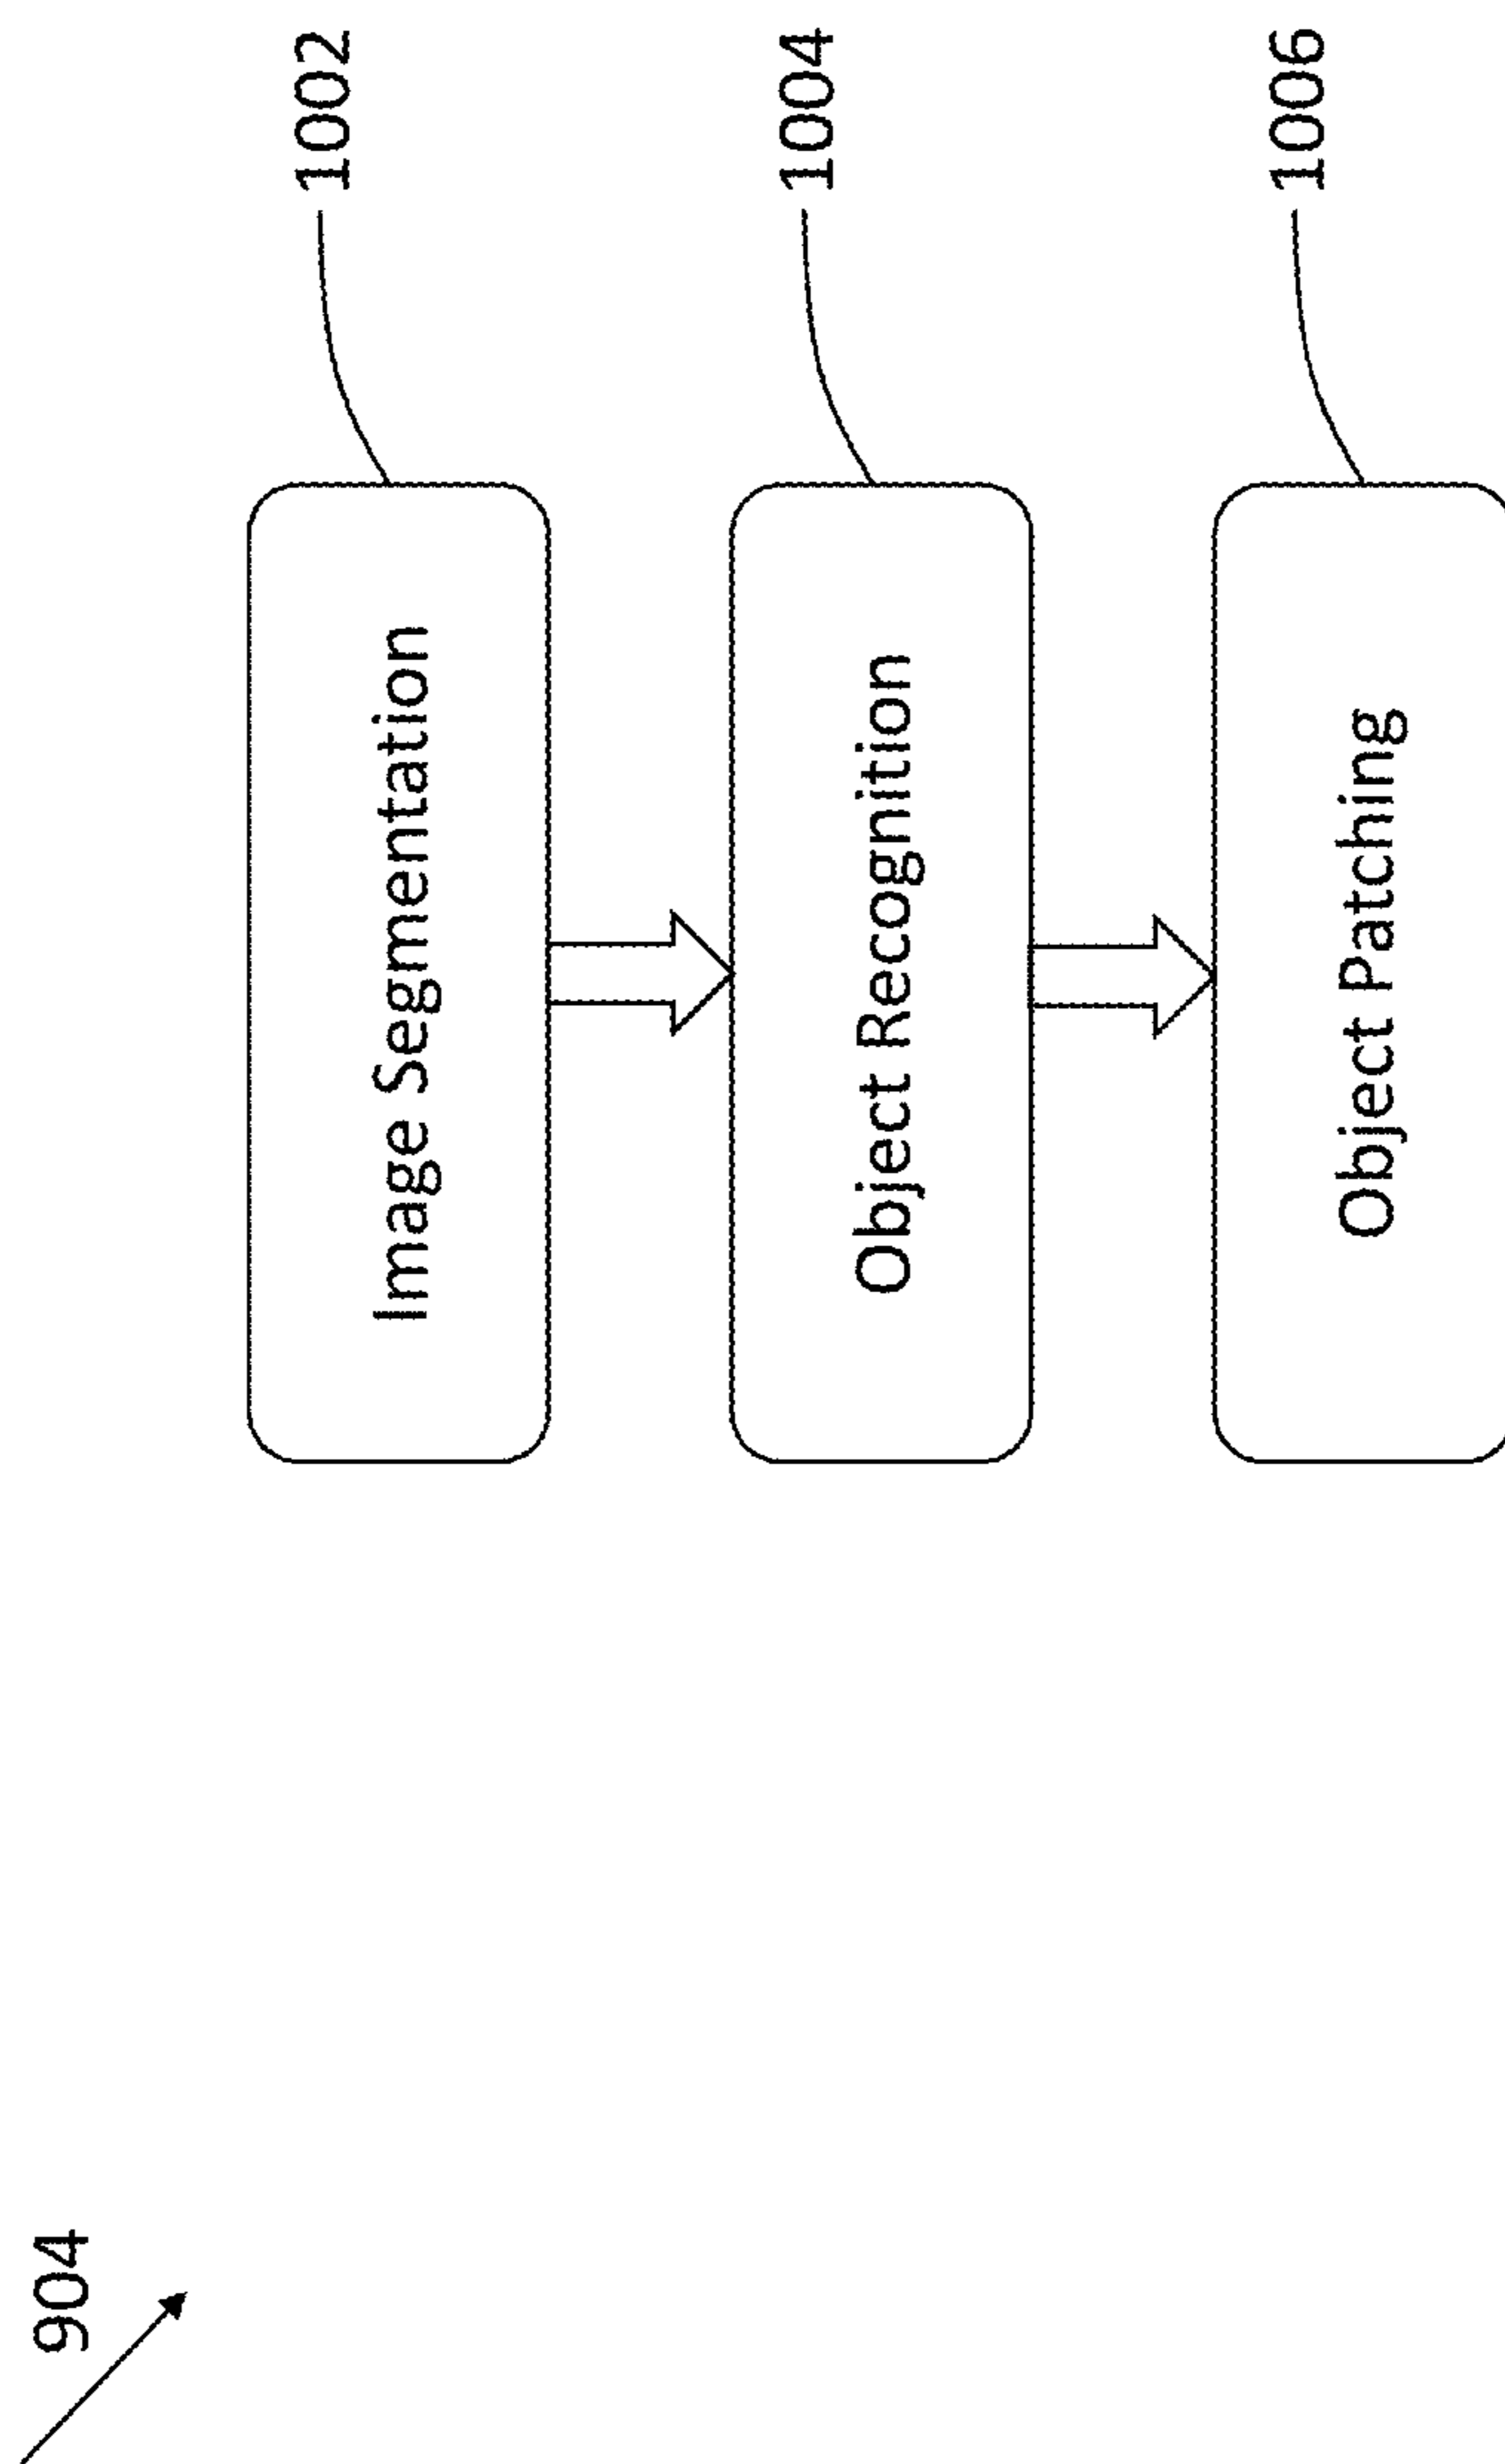 904
Image Segmentation
1002
Object Recognition
1004
Object Patching
1006